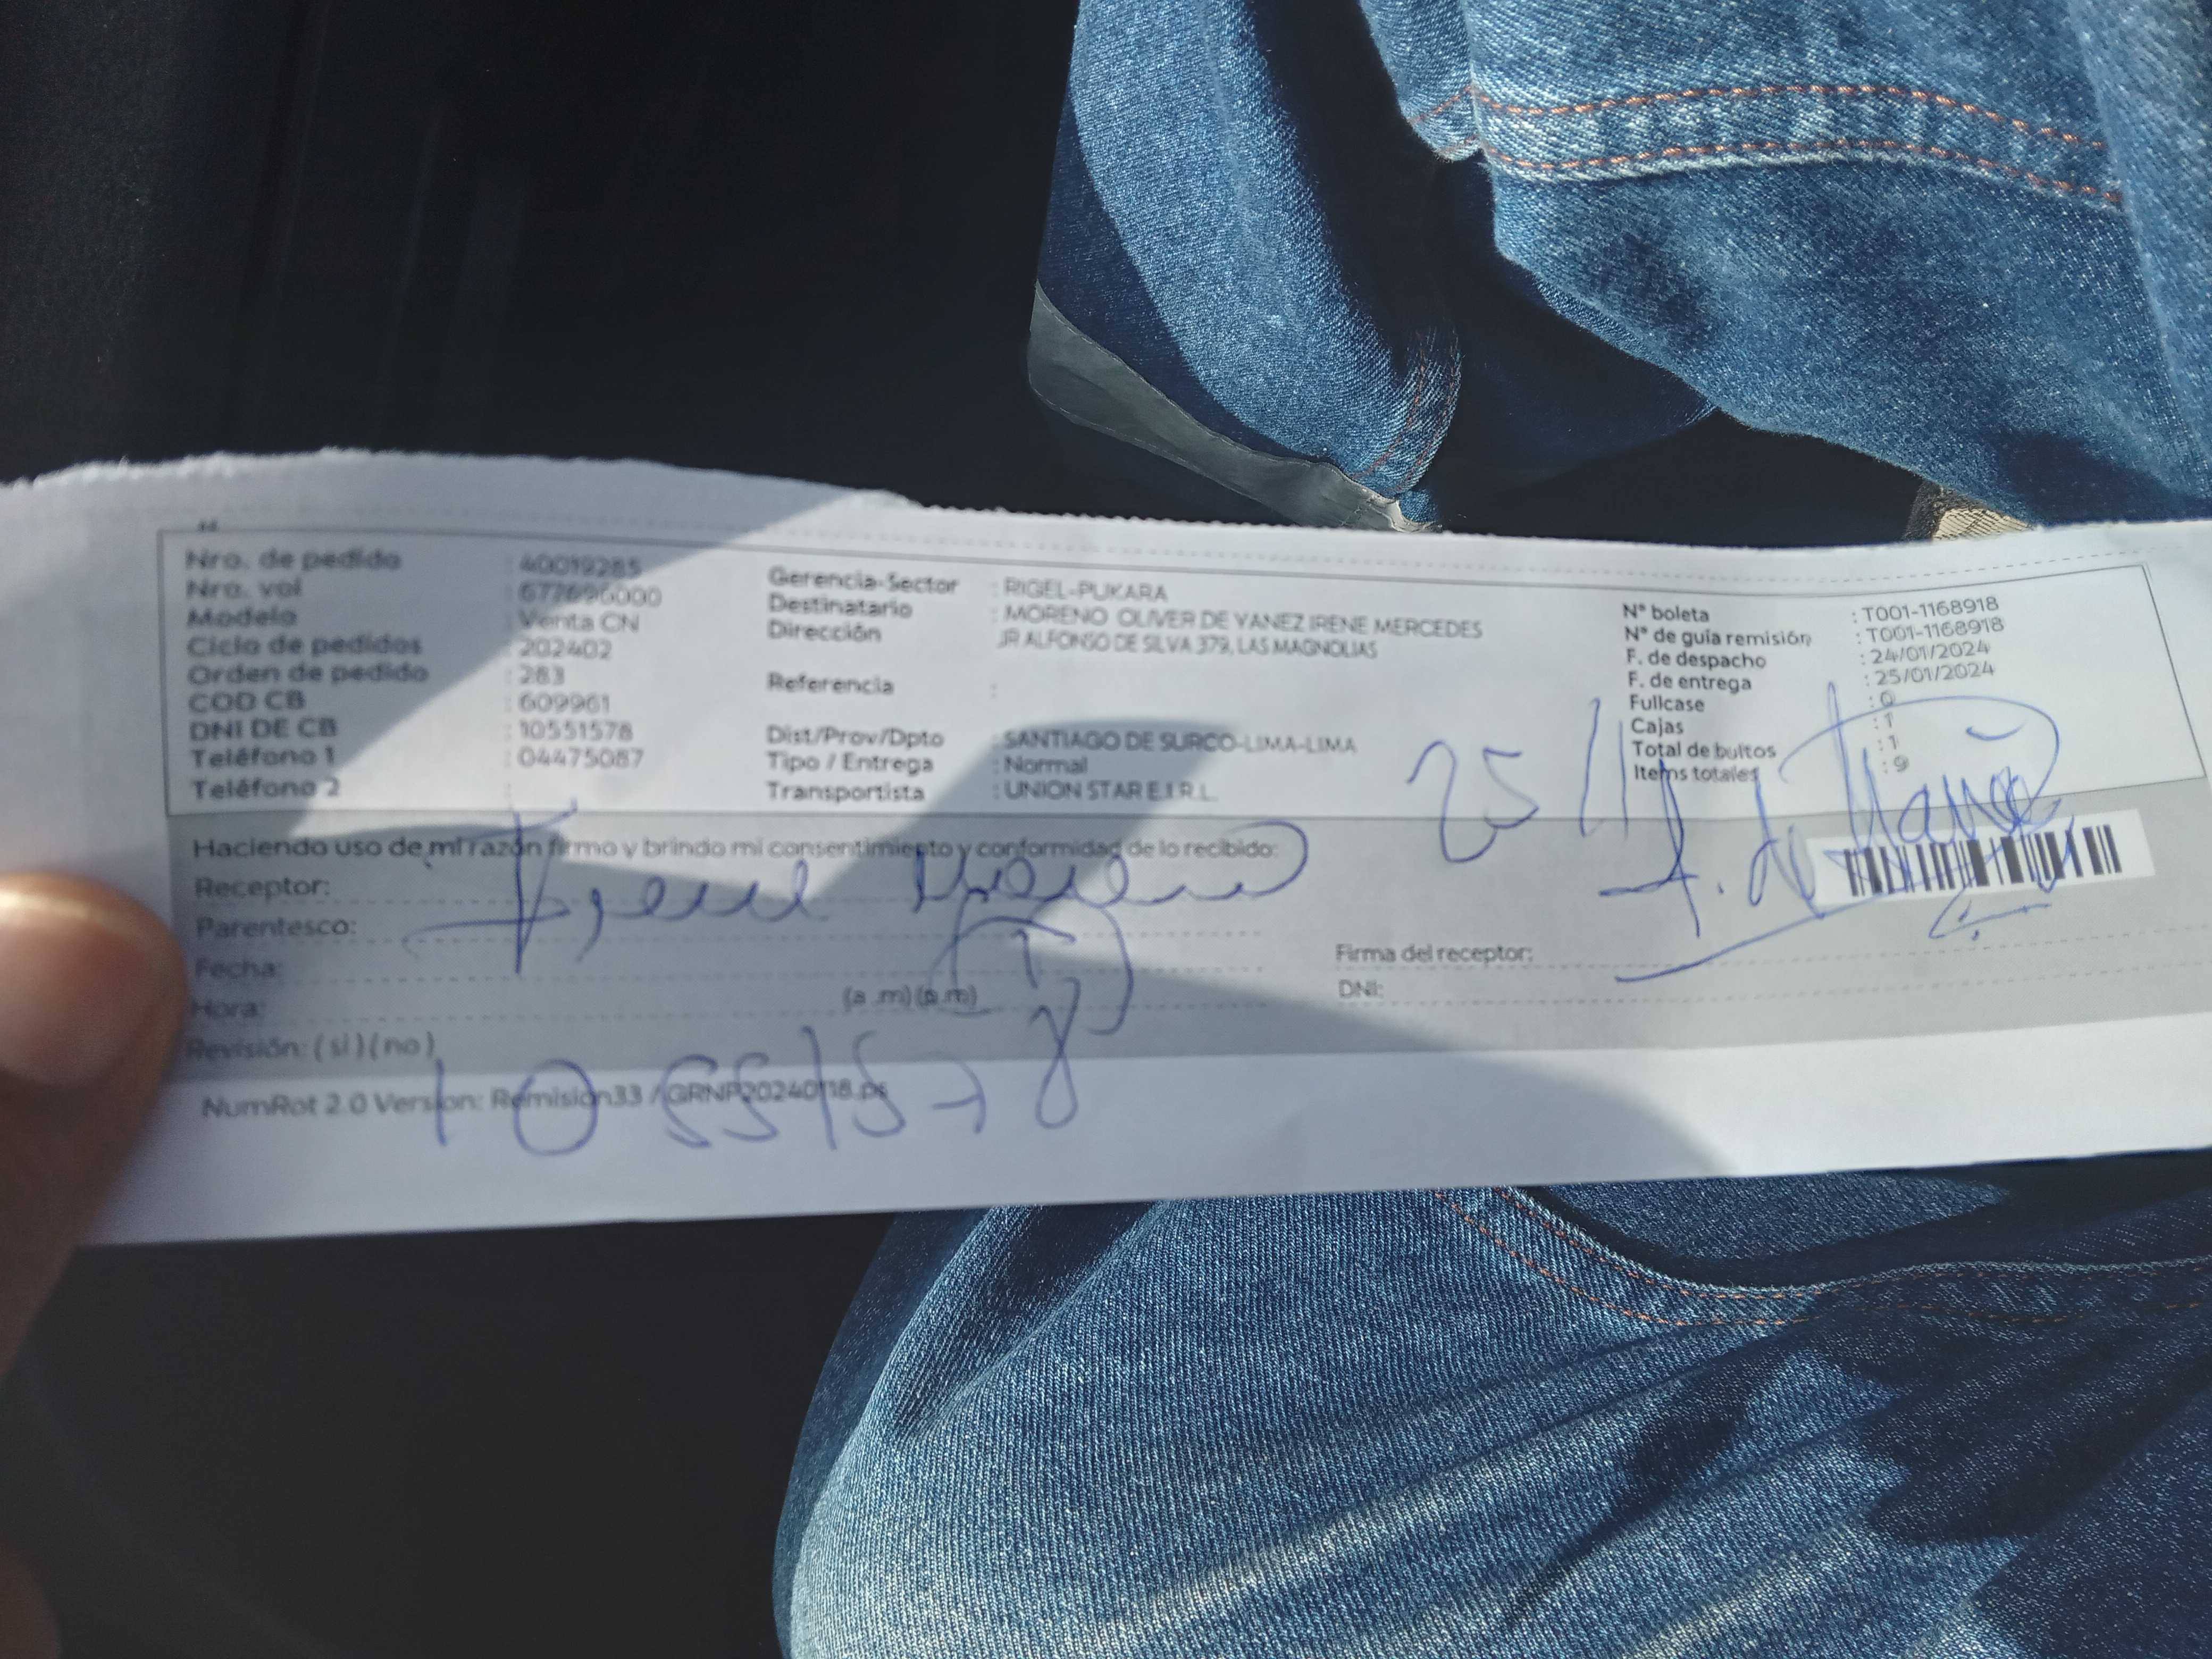 Nro. de pedido : 40019285
Nro. vol : 677696000
Modelo : Venta CN
Ciclo de pedidos : 202402
Orden de pedido : 283
COD CB : 609961
DNI DE CB : 10551578
Teléfono 1 : 04475087
Teléfono 2 :
Gerencia-Sector : RIGEL-PUKARA
Destinatario : MORENO OLIVER DE YANEZ IRENE MERCEDES
Dirección JR ALFONSO DE SILVA 379, LAS MAGNOLIAS
Referencia :
Dist/Prov/Dpto : SANTIAGO DE SURCO-LIMA-LIMA
Tipo / Entrega : Normal
Transportista : UNION STAR E.I.R.L.
N° boleta : T001-1168918
N° de guía remisión : T001-1168918
F. de despacho : 24/01/2024
F. de entrega : 25/01/2024
Fullcase : 0
Cajas : 1
Total de bultos : 1
Items totales : 9
25/1
Haciendo uso de mi razón firmo y brindo mi consentimiento y conformidad de lo recibido:
Receptor: Irene Moreno
Parentesco:
Fecha:
Hora: (a .m) (p.m)
Revisión: ( si ) ( no )
Firma del receptor:
DNI:
10551578
NumRot 2.0 Version: Remision33 / GRNP20240118.ps